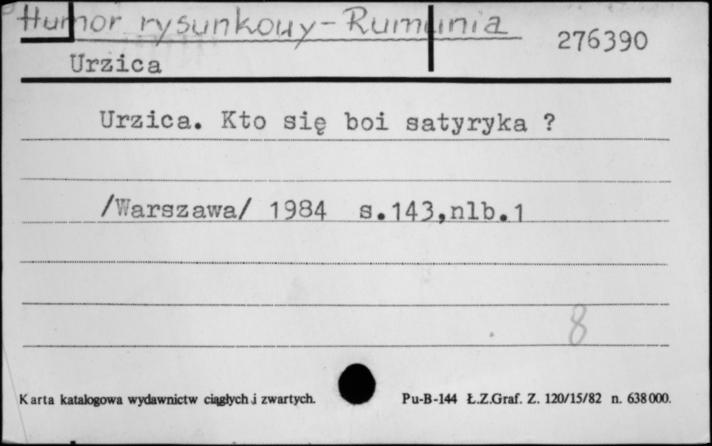 Humor rysunkowy-Rumunia
276390
Urzica
Urzica. Kto się boi satyryka ?
/Warszawa/ 1984 s.143,nlb.1
8
Karta katalogowa wydawnictw ciągłych i zwartych.
Pu-B-144 Ł.Z.Graf. Z. 120/15/82 n. 638000.